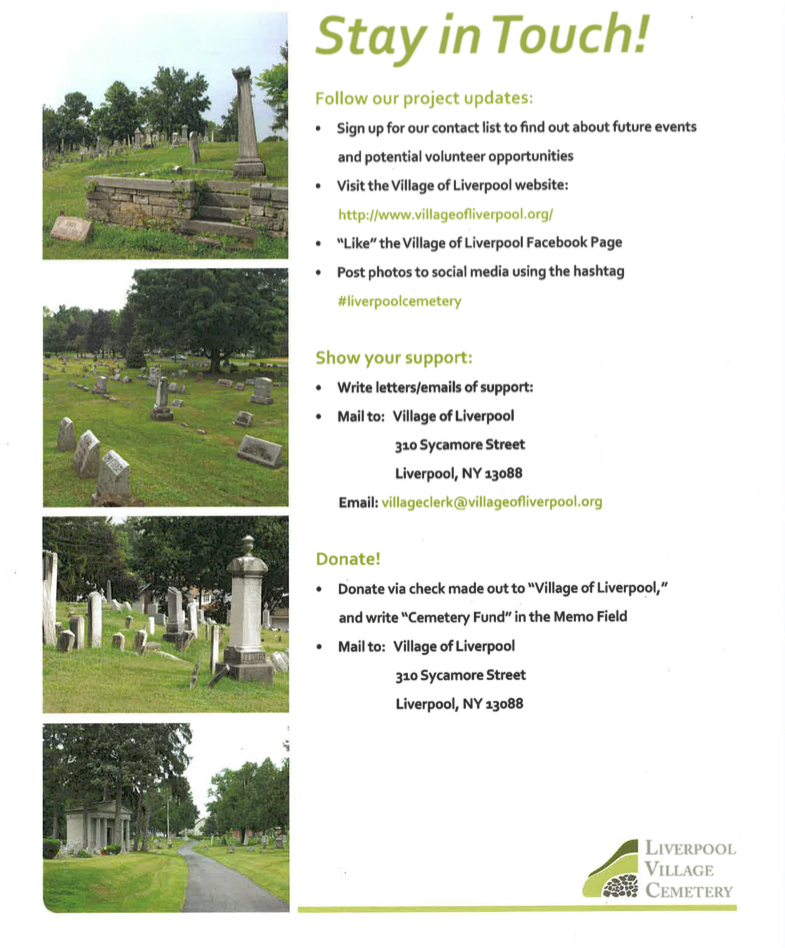 Stay in Touch!
Follow our project updates:
• Sign up for our contact list to find out about future events
and potential volunteer opportunities
• Visit the Village of Liverpool website:
http://www.villageofliverpool.org/
• “Like” the Village of Liverpool Facebook Page
• Post photos to social media using the hashtag
#liverpoolcemetery
Show your support:
• Write letters/emails of support:
• Mail to: Village of Liverpool
310 Sycamore Street
Liverpool, NY 13088
Email: villageclerk@villageofliverpool.org
Donate!
• Donate via check made out to “Village of Liverpool,”
and write “Cemetery Fund” in the Memo Field
• Mail to: Village of Liverpool
310 Sycamore Street
Liverpool, NY 13088
LIVERPOOL
VILLAGE
CEMETERY